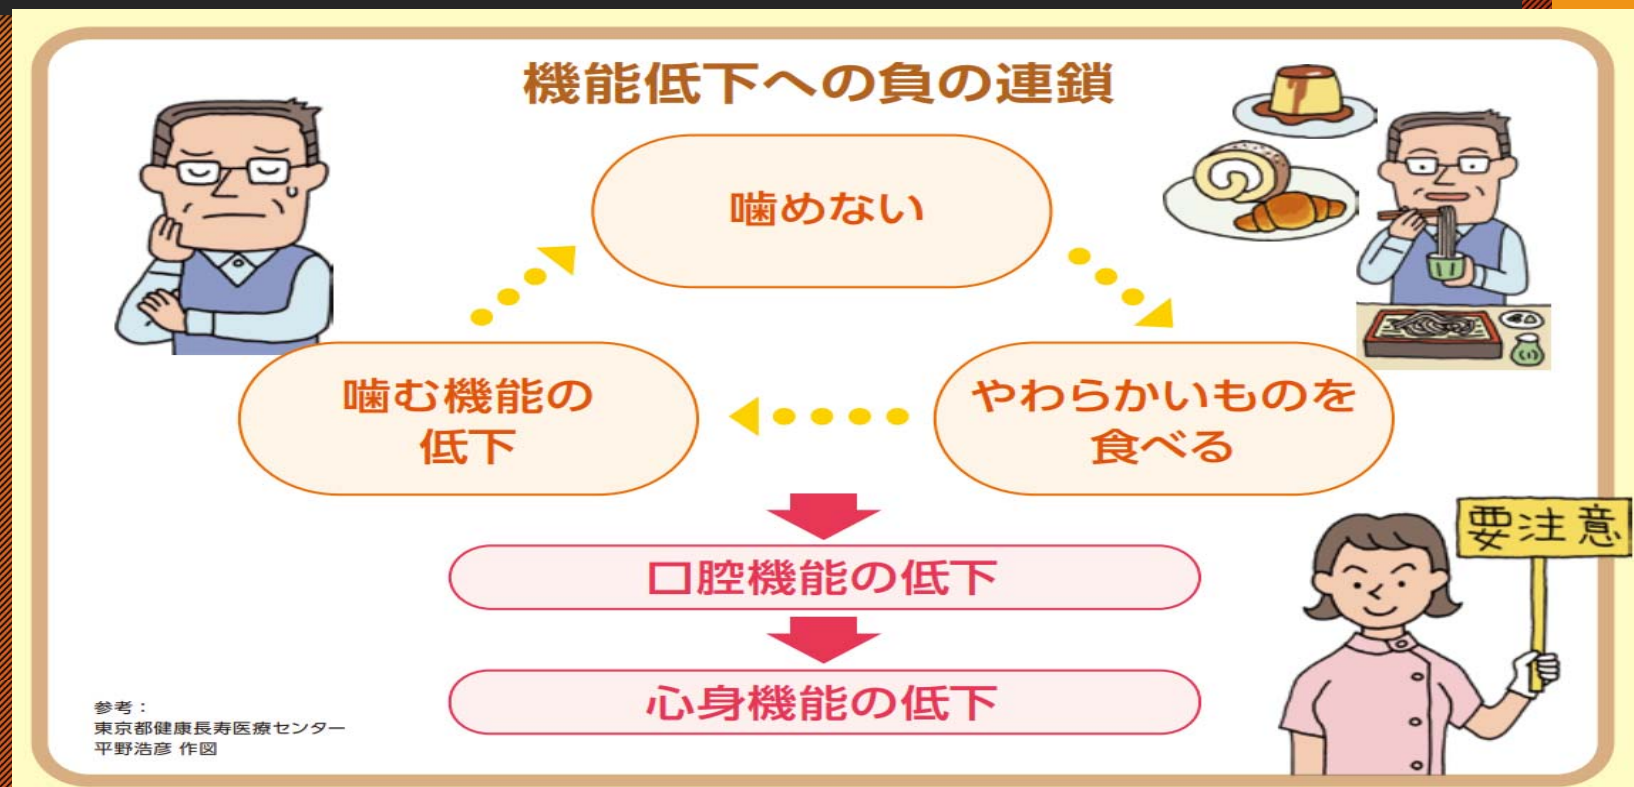 機能低下への負の連鎖
噛めない
噛む機能の
低下
やわらかいものを
食べる
口腔機能の低下
心身機能の低下
要注意
参考：
東京都健康長寿医療センター
平野浩彦 作図